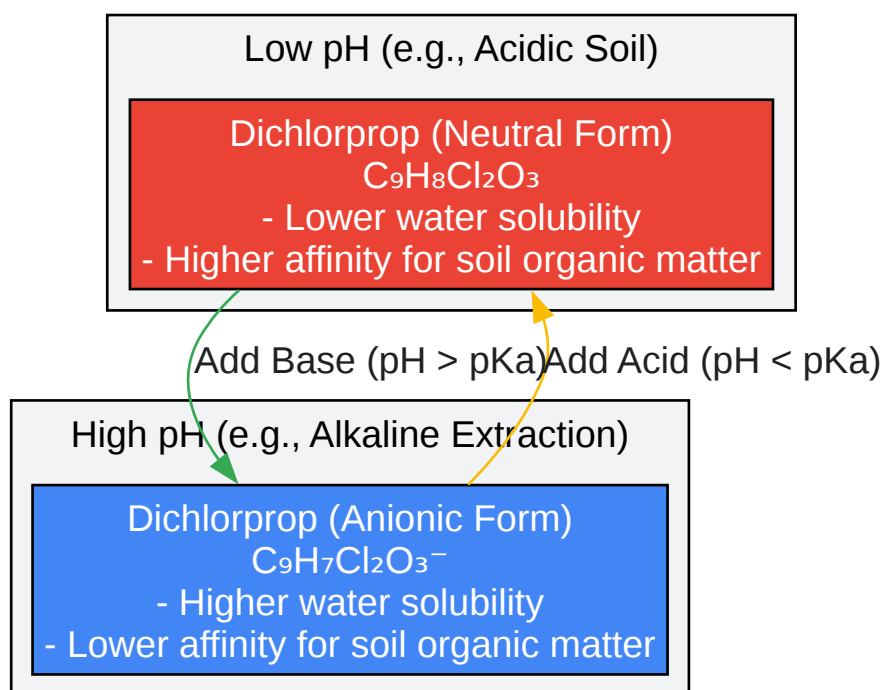 Low pH (e.g., Acidic Soil)
Dichlorprop (Neutral Form)
C₉H₈Cl₂O₃
- Lower water solubility
- Higher affinity for soil organic matter
Add Base (pH > pKa)
Add Acid (pH < pKa)
High pH (e.g., Alkaline Extraction)
Dichlorprop (Anionic Form)
C₉H₇Cl₂O₃⁻
- Higher water solubility
- Lower affinity for soil organic matter